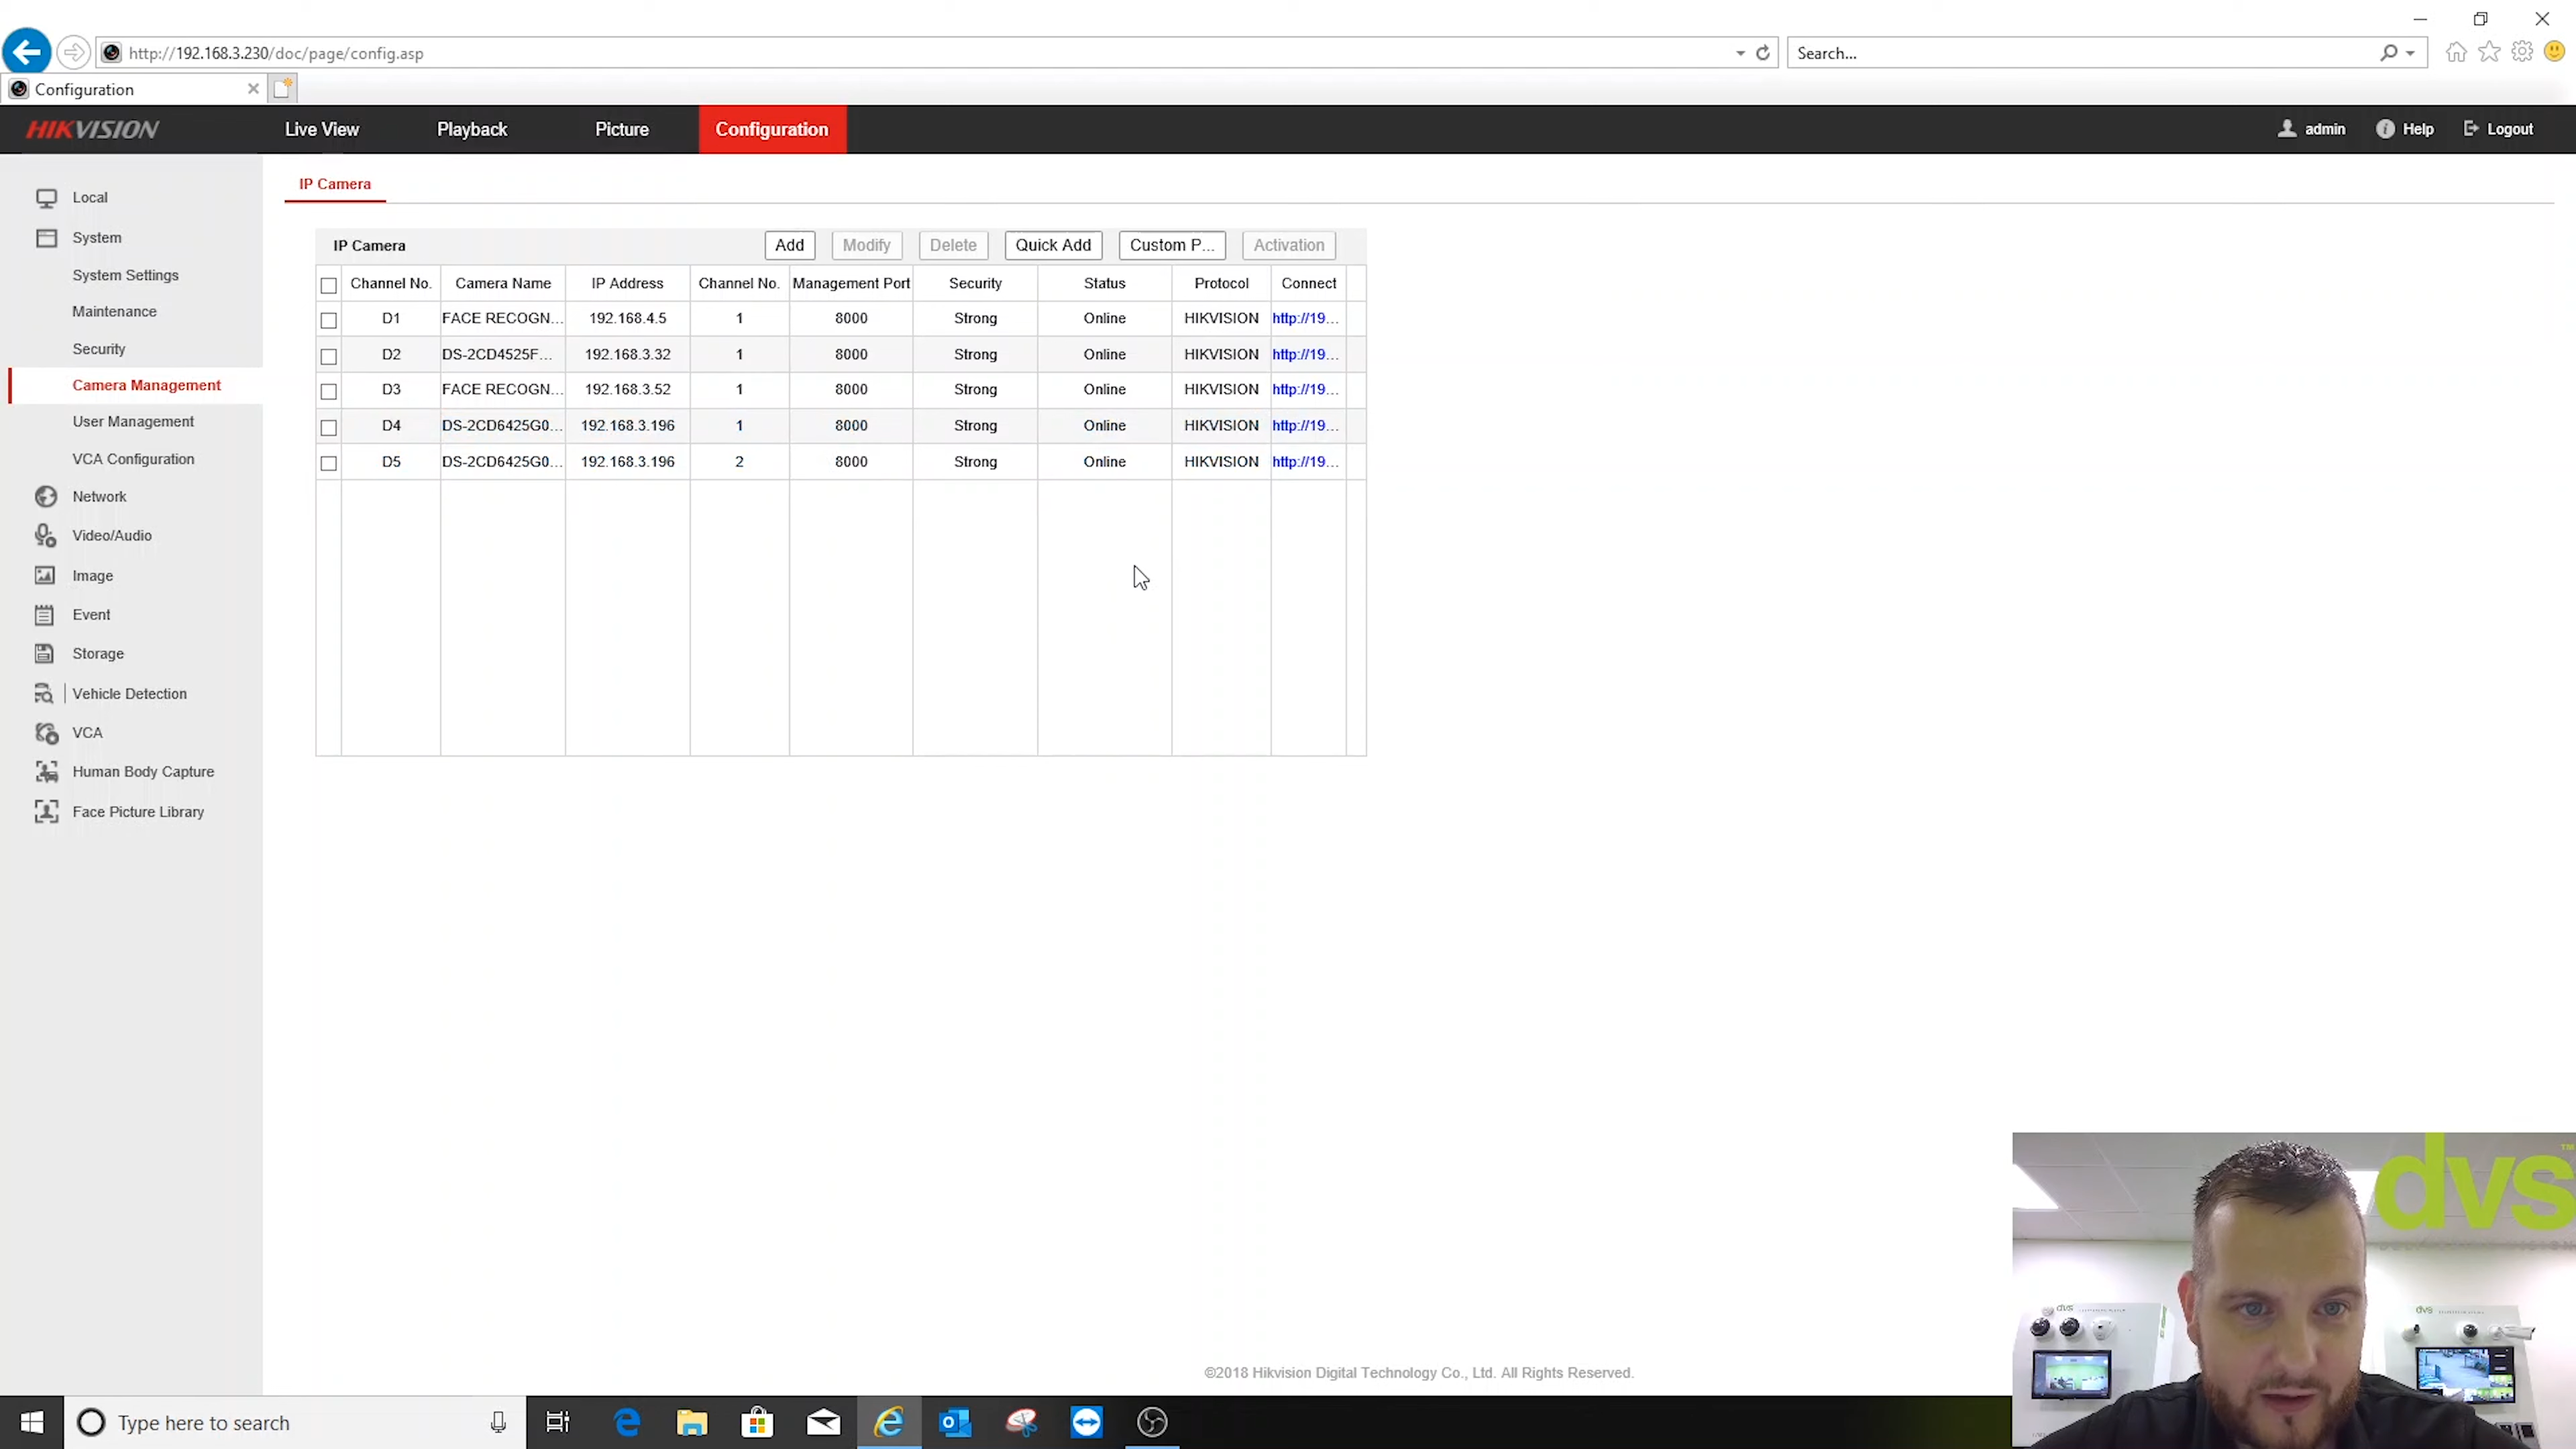 http://192.168.3.230/doc/page/config.asp
Search...
Configuration
HIKVISION
Live View
Playback
Picture
Configuration
admin
Help
Logout
Local
System
System Settings
Maintenance
Security
Camera Management
User Management
VCA Configuration
Network
Video/Audio
Image
Event
Storage
Vehicle Detection
VCA
Human Body Capture
Face Picture Library
IP Camera
IP Camera Add Modify Delete Quick Add Custom P... Activation
Channel No. Camera Name IP Address Channel No. Management Port Security Status Protocol Connect
D1 FACE RECOGN... 192.168.4.5 1 8000 Strong Online HIKVISION http://19...
D2 DS-2CD4525F... 192.168.3.32 1 8000 Strong Online HIKVISION http://19...
D3 FACE RECOGN... 192.168.3.52 1 8000 Strong Online HIKVISION http://19...
D4 DS-2CD6425G0... 192.168.3.196 1 8000 Strong Online HIKVISION http://19...
D5 DS-2CD6425G0... 192.168.3.196 2 8000 Strong Online HIKVISION http://19...
dvs™
dvs
dvs
©2018 Hikvision Digital Technology Co., Ltd. All Rights Reserved.
Type here to search